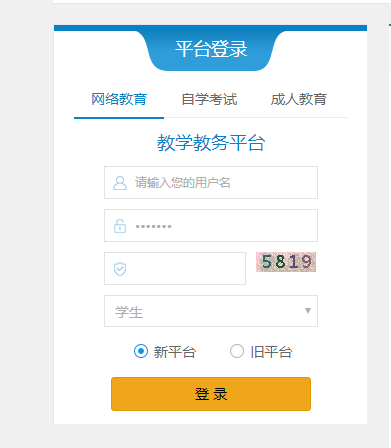 平台登录
网络教育 自学考试 成人教育
教学教务平台
请输入您的用户名
•••••••
5819
学生
新平台 旧平台
登 录